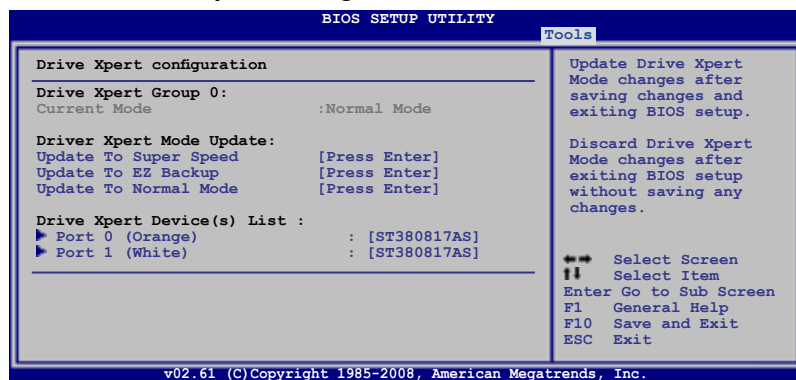 BIOS SETUP UTILITY
Tools
Drive Xpert configuration
Drive Xpert Group 0:
Current Mode :Normal Mode
Driver Xpert Mode Update:
Update To Super Speed [Press Enter]
Update To EZ Backup [Press Enter]
Update To Normal Mode [Press Enter]
Drive Xpert Device(s) List :
Port 0 (Orange) : [ST380817AS]
Port 1 (White) : [ST380817AS]
Update Drive Xpert
Mode changes after
saving changes and
exiting BIOS setup.
Discard Drive Xpert
Mode changes after
exiting BIOS setup
without saving any
changes.
Select Screen
Select Item
Enter Go to Sub Screen
F1 General Help
F10 Save and Exit
ESC Exit
v02.61 (C)Copyright 1985-2008, American Megatrends, Inc.